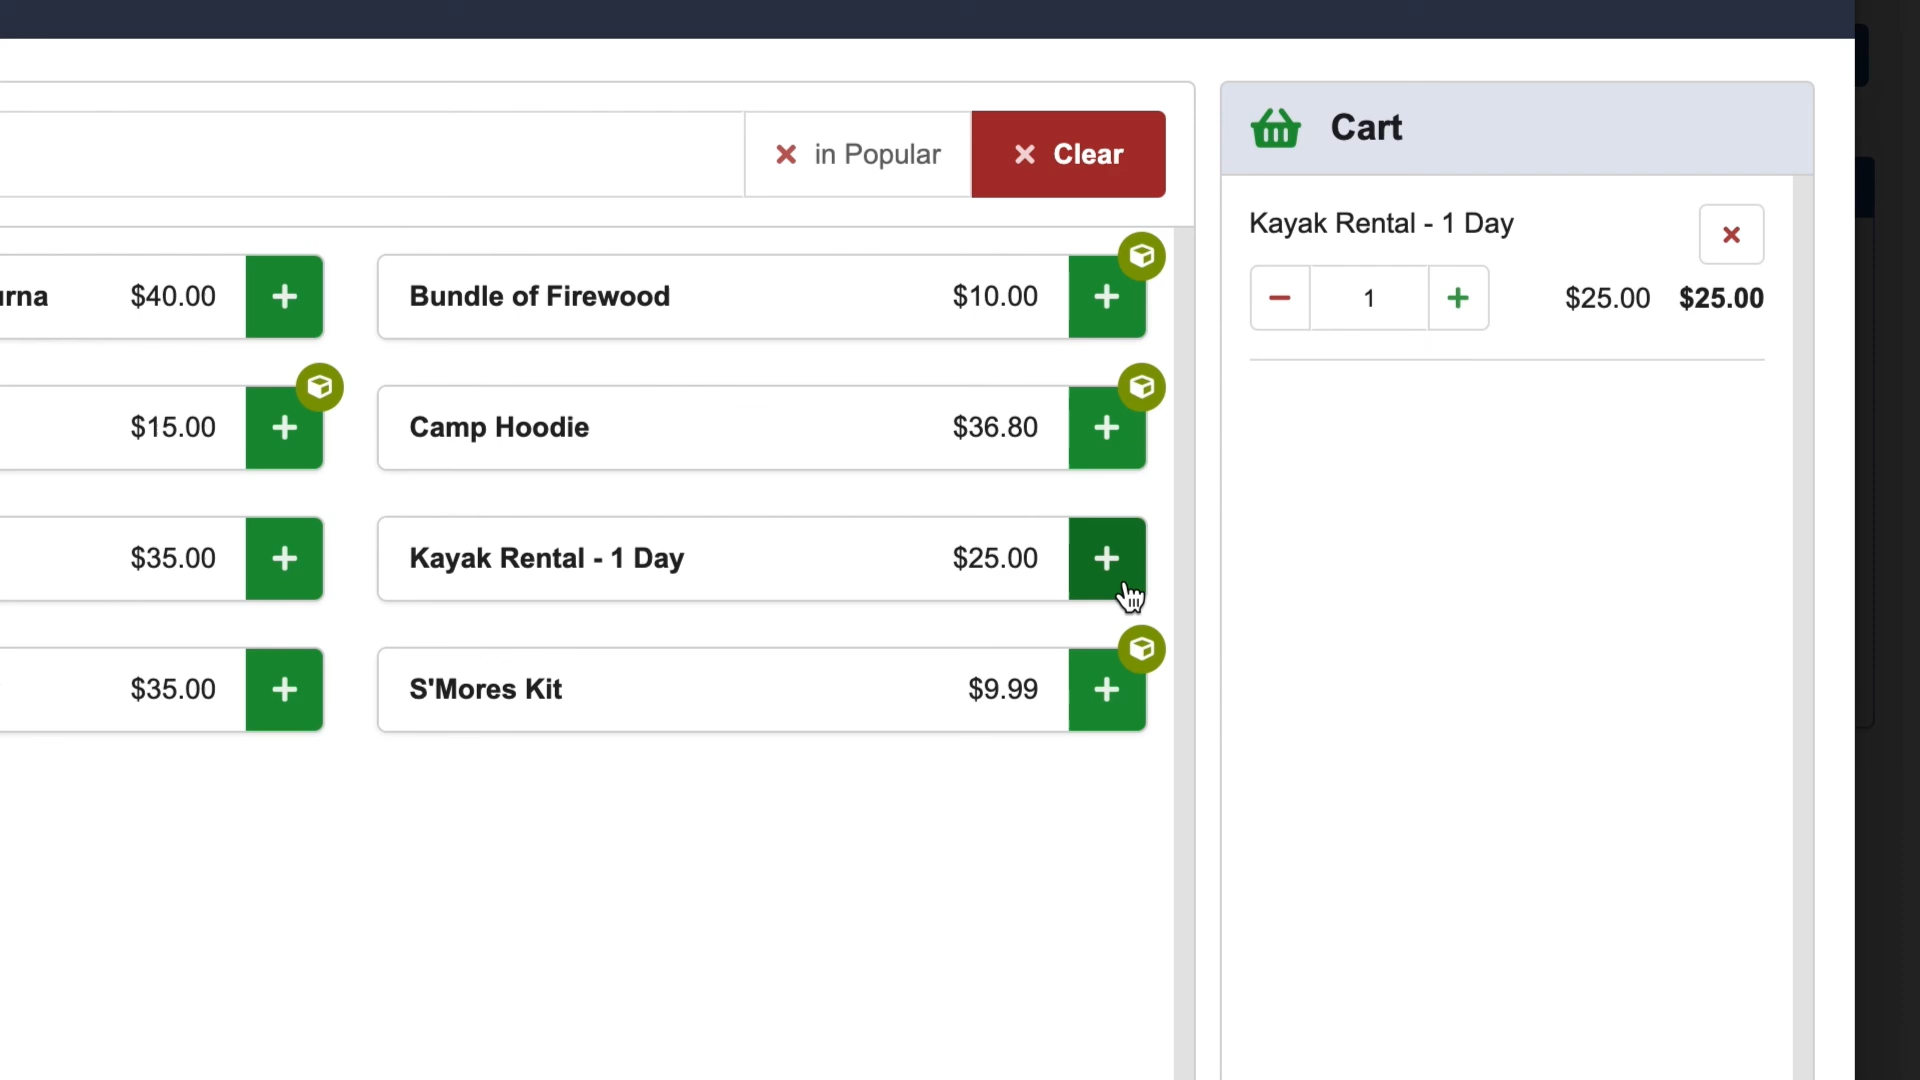 in Popular
Clear
Cart
$40.00
Bundle of Firewood
$10.00
$15.00
Camp Hoodie
$36.80
$35.00
Kayak Rental - 1 Day
$25.00
$35.00
S'Mores Kit
$9.99
Kayak Rental - 1 Day
1
$25.00 $25.00